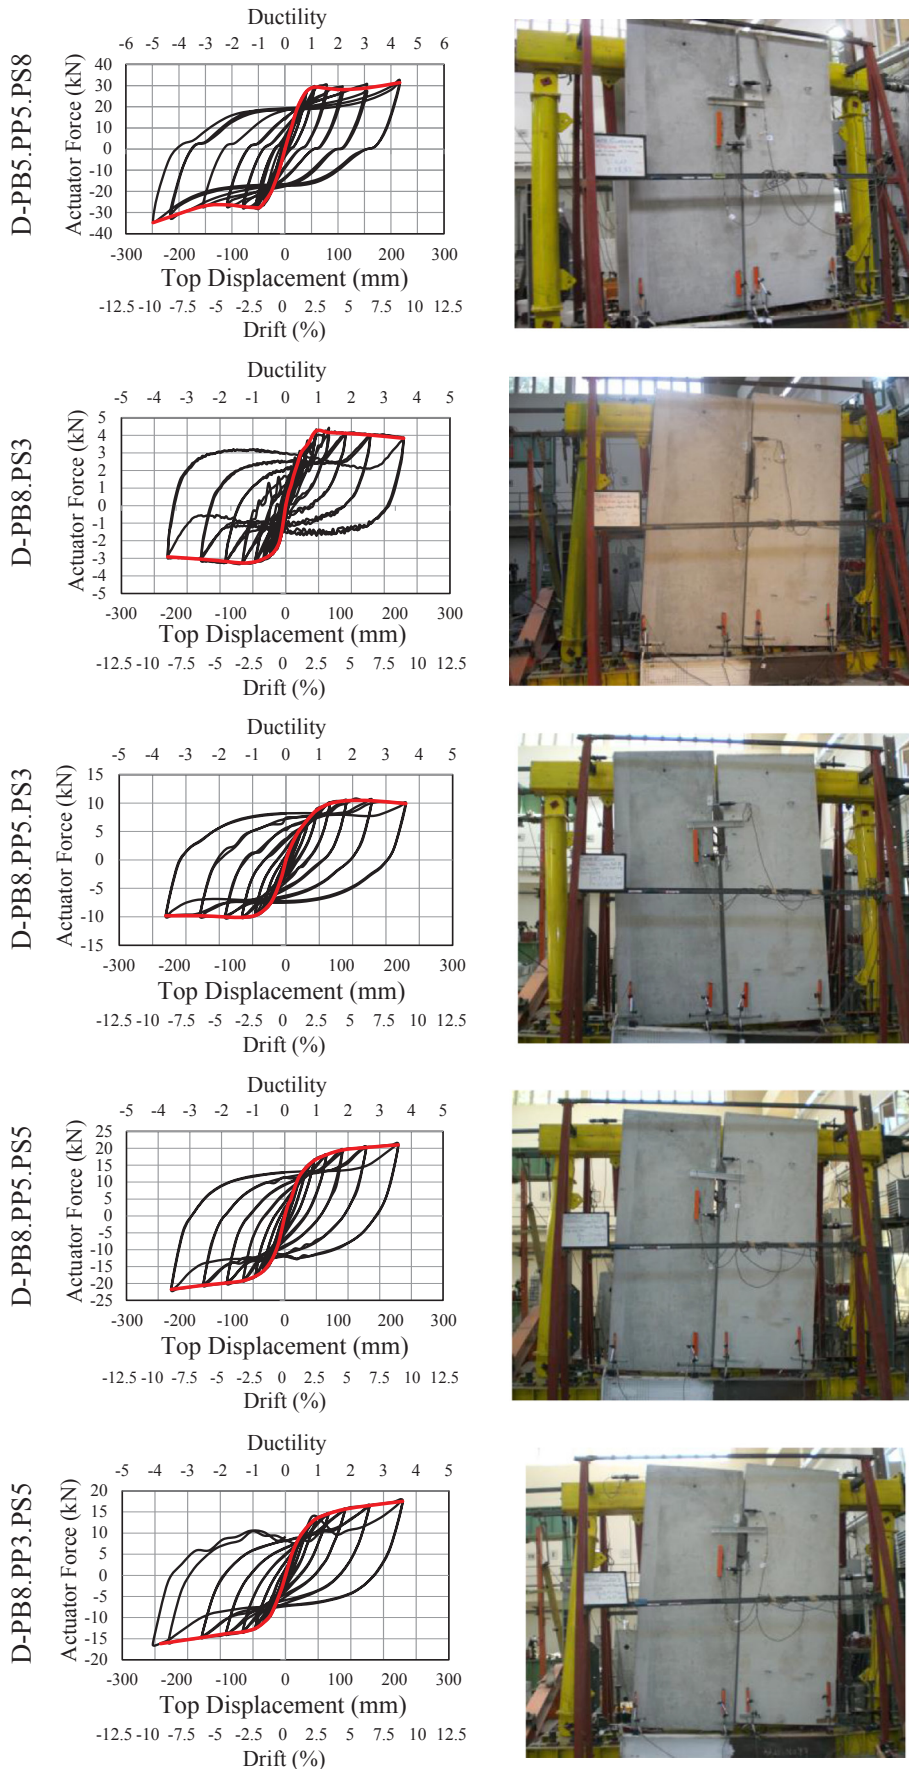 D-PB5.PP5.PS8
Ductility
-6 -5 -4 -3 -2 -1 0 1 2 3 4 5 6
Actuator Force (kN)
40
30
20
10
0
-10
-20
-30
-40
-300 -200 -100 0 100 200 300
Top Displacement (mm)
-12.5 -10 -7.5 -5 -2.5 0 2.5 5 7.5 10 12.5
Drift (%)
D-PB8.PS3
Ductility
-5 -4 -3 -2 -1 0 1 2 3 4 5
Actuator Force (kN)
5
4
3
2
1
0
-1
-2
-3
-4
-5
-300 -200 -100 0 100 200 300
Top Displacement (mm)
-12.5 -10 -7.5 -5 -2.5 0 2.5 5 7.5 10 12.5
Drift (%)
D-PB8.PP5.PS3
Ductility
-5 -4 -3 -2 -1 0 1 2 3 4 5
Actuator Force (kN)
15
10
5
0
-5
-10
-15
-300 -200 -100 0 100 200 300
Top Displacement (mm)
-12.5 -10 -7.5 -5 -2.5 0 2.5 5 7.5 10 12.5
Drift (%)
D-PB8.PP5.PS5
Ductility
-5 -4 -3 -2 -1 0 1 2 3 4 5
Actuator Force (kN)
25
20
15
10
5
0
-5
-10
-15
-20
-25
-300 -200 -100 0 100 200 300
Top Displacement (mm)
-12.5 -10 -7.5 -5 -2.5 0 2.5 5 7.5 10 12.5
Drift (%)
D-PB8.PP3.PS5
Ductility
-5 -4 -3 -2 -1 0 1 2 3 4 5
Actuator Force (kN)
20
15
10
5
0
-5
-10
-15
-20
-300 -200 -100 0 100 200 300
Top Displacement (mm)
-12.5 -10 -7.5 -5 -2.5 0 2.5 5 7.5 10 12.5
Drift (%)